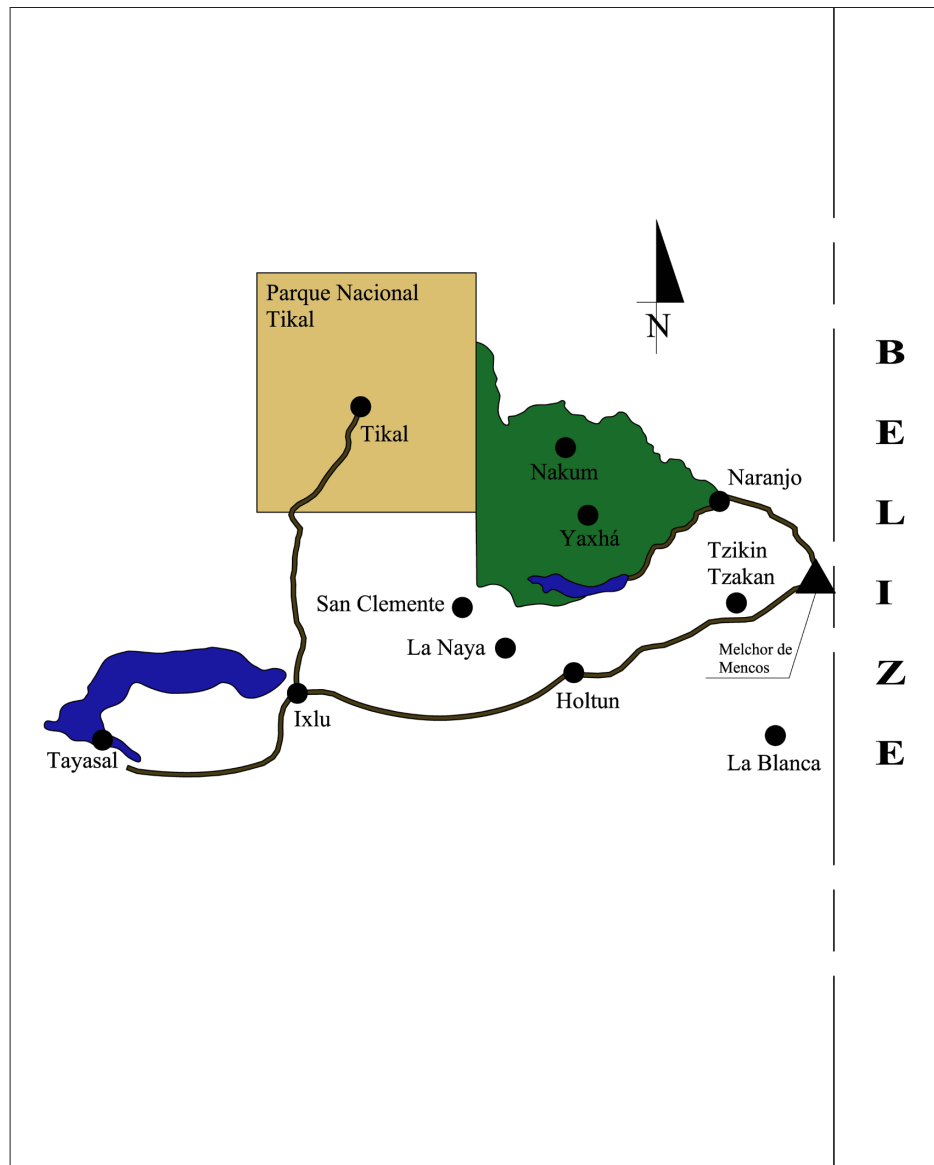 Parque Nacional
Tikal
N
Tikal
Nakum
Naranjo
Yaxhá
Tzikin
Tzakan
San Clemente
La Naya
Melchor de
Mencos
Holtun
Ixlu
Tayasal
La Blanca
B
E
L
I
Z
E